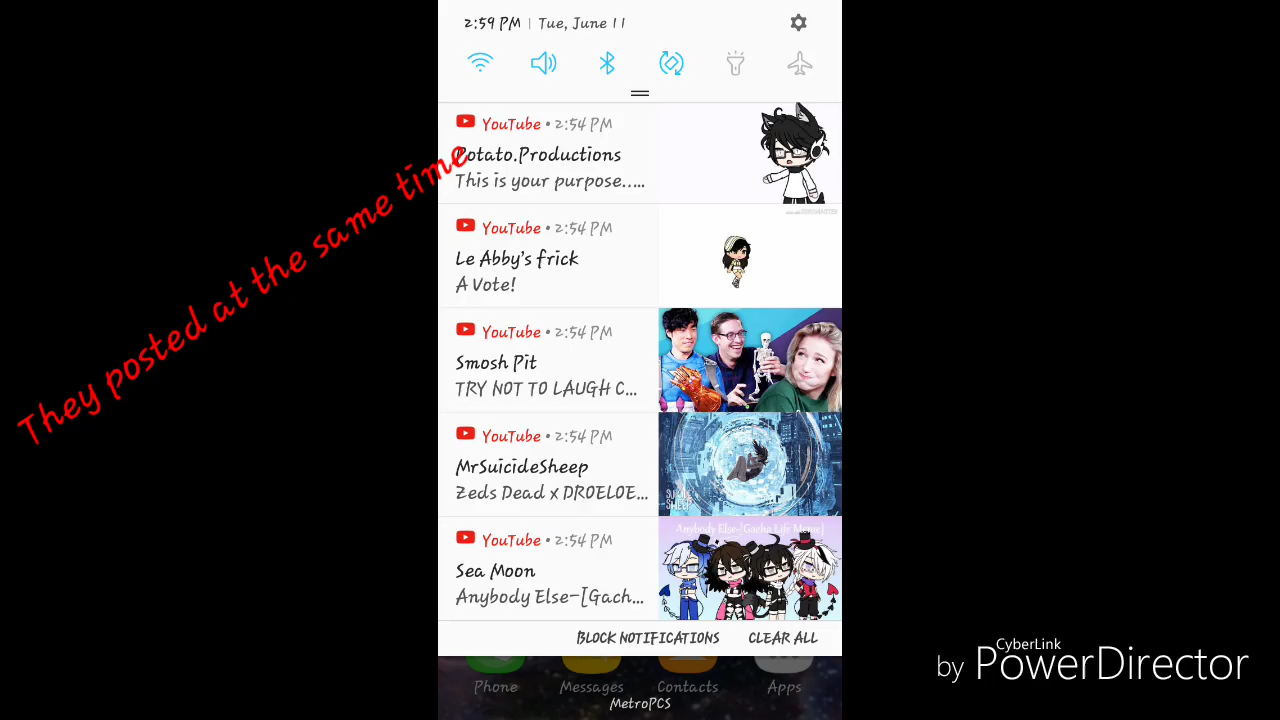 2:59 PM | Tue, June 11
YouTube • 2:54 PM
Potato.Productions
This is your purpose.....
YouTube • 2:54 PM
Le Abby's frick
A Vote!
YouTube • 2:54 PM
Smosh Pit
TRY NOT TO LAUGH C...
YouTube • 2:54 PM
MrSuicideSheep
Zeds Dead x DROELOE...
YouTube • 2:54 PM
Sea Moon
Anybody Else-[Gach...
Anybody Else-[Gacha Life Meme]
BLOCK NOTIFICATIONS CLEAR ALL
Phone Messages Contacts Apps
MetroPCS
They posted at the same time
by CyberLink
PowerDirector